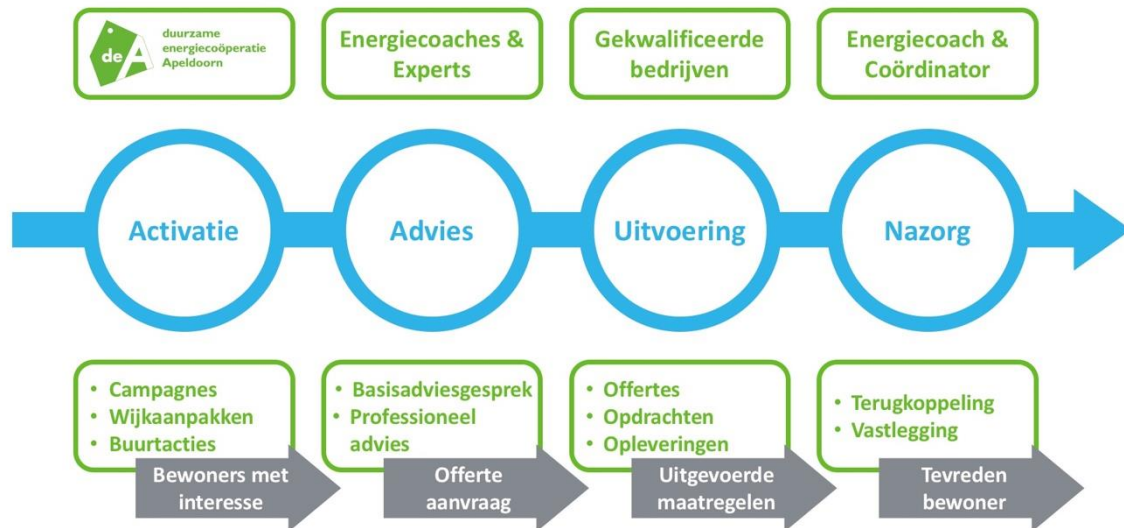 deA
duurzame
energiecoöperatie
Apeldoorn
Energiecoaches &
Experts
Gekwalificeerde
bedrijven
Energiecoach &
Coördinator
Activatie
Advies
Uitvoering
Nazorg
• Campagnes
• Wijkaanpakken
• Buurtacties
• Basisadviesgesprek
• Professioneel
advies
• Offertes
• Opdrachten
• Opleveringen
• Terugkoppeling
• Vastlegging
Bewoners met
interesse
Offerte
aanvraag
Uitgevoerde
maatregelen
Tevreden
bewoner